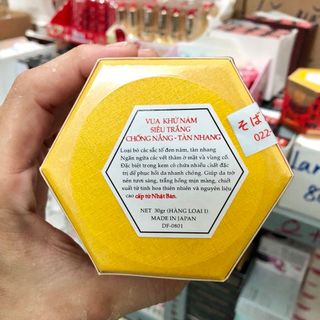 VUA KHỬ NÁM
SIÊU TRẮNG
CHỐNG NẮNG - TÀN NHANG
Loại bỏ các sắc tố đen nám, tàn nhang
Ngăn ngừa các vết thâm ở mặt và vùng cổ.
Đặc biệt trong kem có chứa nhiều chất đặc
trị để phục hồi da nhanh chóng. Giúp da trở
nên tươi sáng, trắng hồng mịn màng, chiết
xuất từ tinh hoa thiên nhiên và nguyên liệu
cao cấp từ Nhật Bản.
NET 30gr (HÀNG LOẠI I)
MADE IN JAPAN
DF-0801
そば
022-